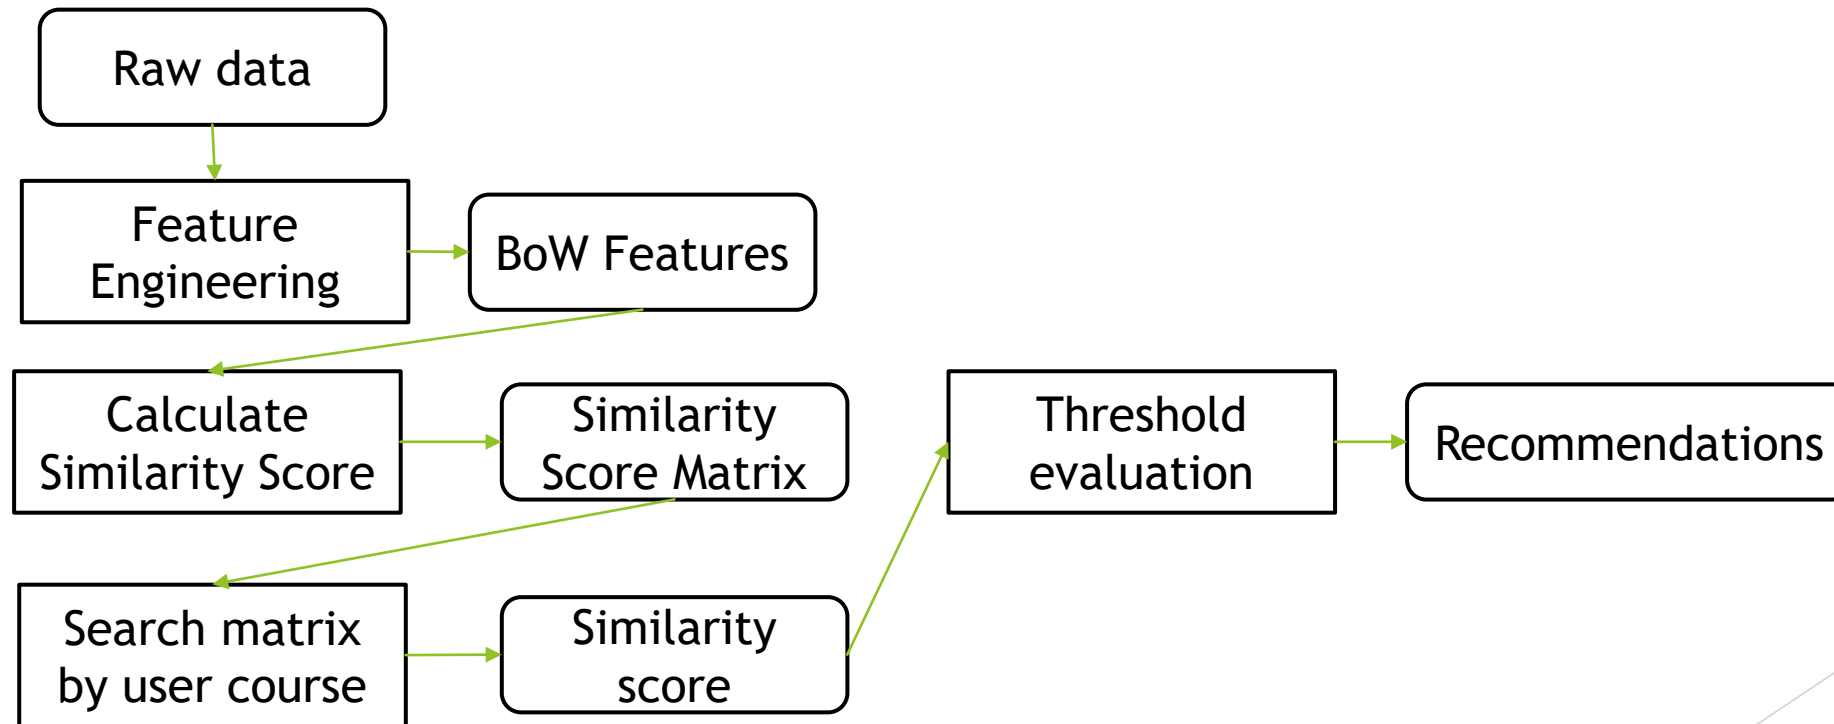 Raw data
Feature
Engineering
BoW Features
Calculate
Similarity Score
Similarity
Score Matrix
Search matrix
by user course
Similarity
score
Threshold
evaluation
Recommendations